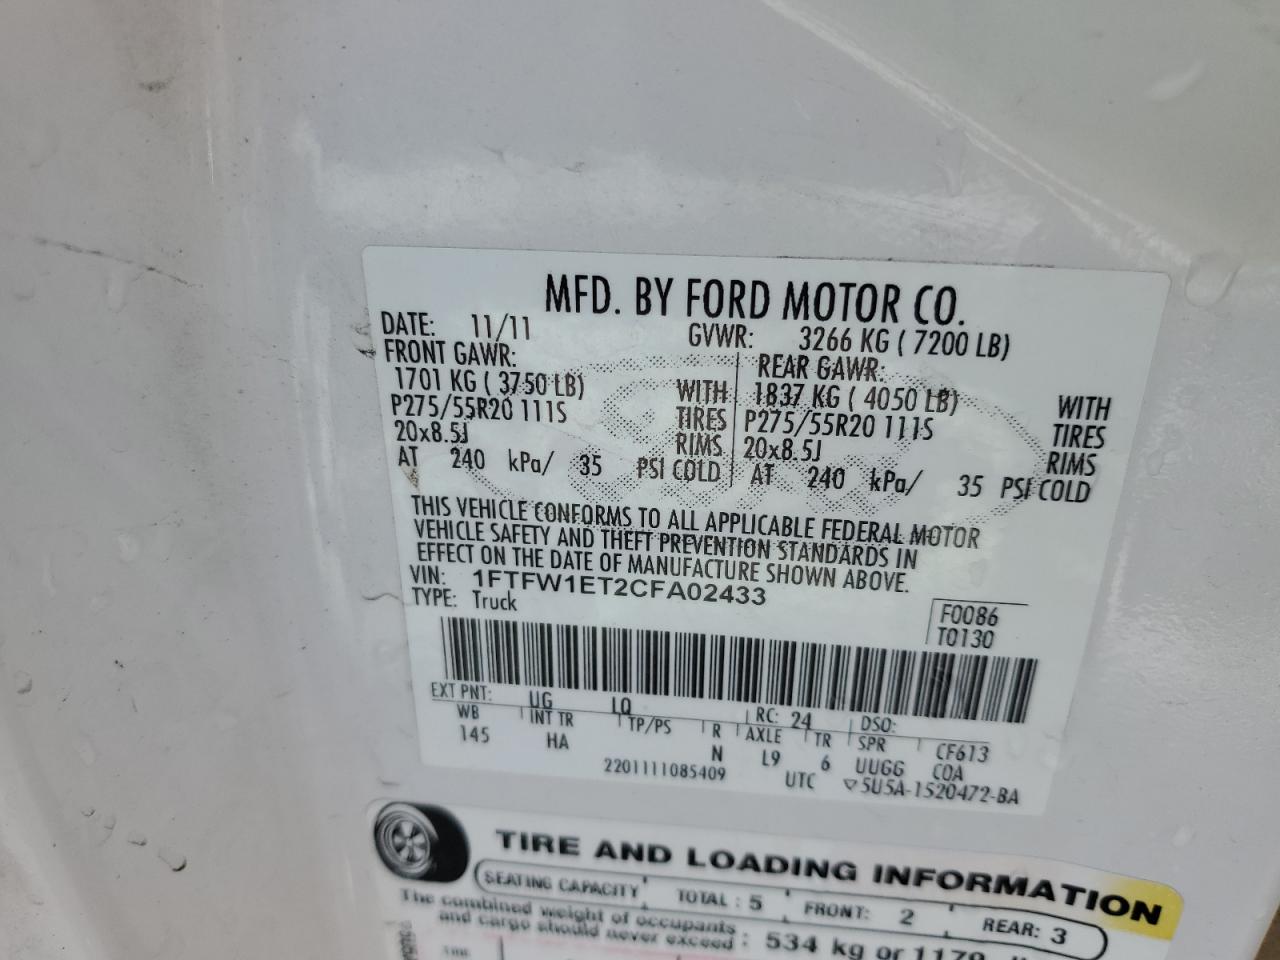 MFD. BY FORD MOTOR CO.
DATE: 11/11 GVWR: 3266 KG ( 7200 LB)
FRONT GAWR: REAR GAWR:
1701 KG ( 3750 LB) WITH 1837 KG ( 4050 LB) WITH
P275/55R20 111S TIRES P275/55R20 111S TIRES
20x8.5J RIMS 20x8.5J RIMS
AT 240 kPa/ 35 PSI COLD AT 240 kPa/ 35 PSI COLD
THIS VEHICLE CONFORMS TO ALL APPLICABLE FEDERAL MOTOR
VEHICLE SAFETY AND THEFT PREVENTION STANDARDS IN
EFFECT ON THE DATE OF MANUFACTURE SHOWN ABOVE.
VIN: 1FTFW1ET2CFA02433
TYPE: Truck F0086
T0130
EXT PNT: UG LQ RC: 24 DSO:
WB INT TR TP/PS R AXLE TR SPR CF613
145 HA N L9 6 UUGG COA
2201111085409 UTC ▽5U5A-1520472-BA
TIRE AND LOADING INFORMATION
SEATING CAPACITY TOTAL : 5 FRONT: 2 REAR: 3
The combined weight of occupants
and cargo should never exceed : 534 kg or